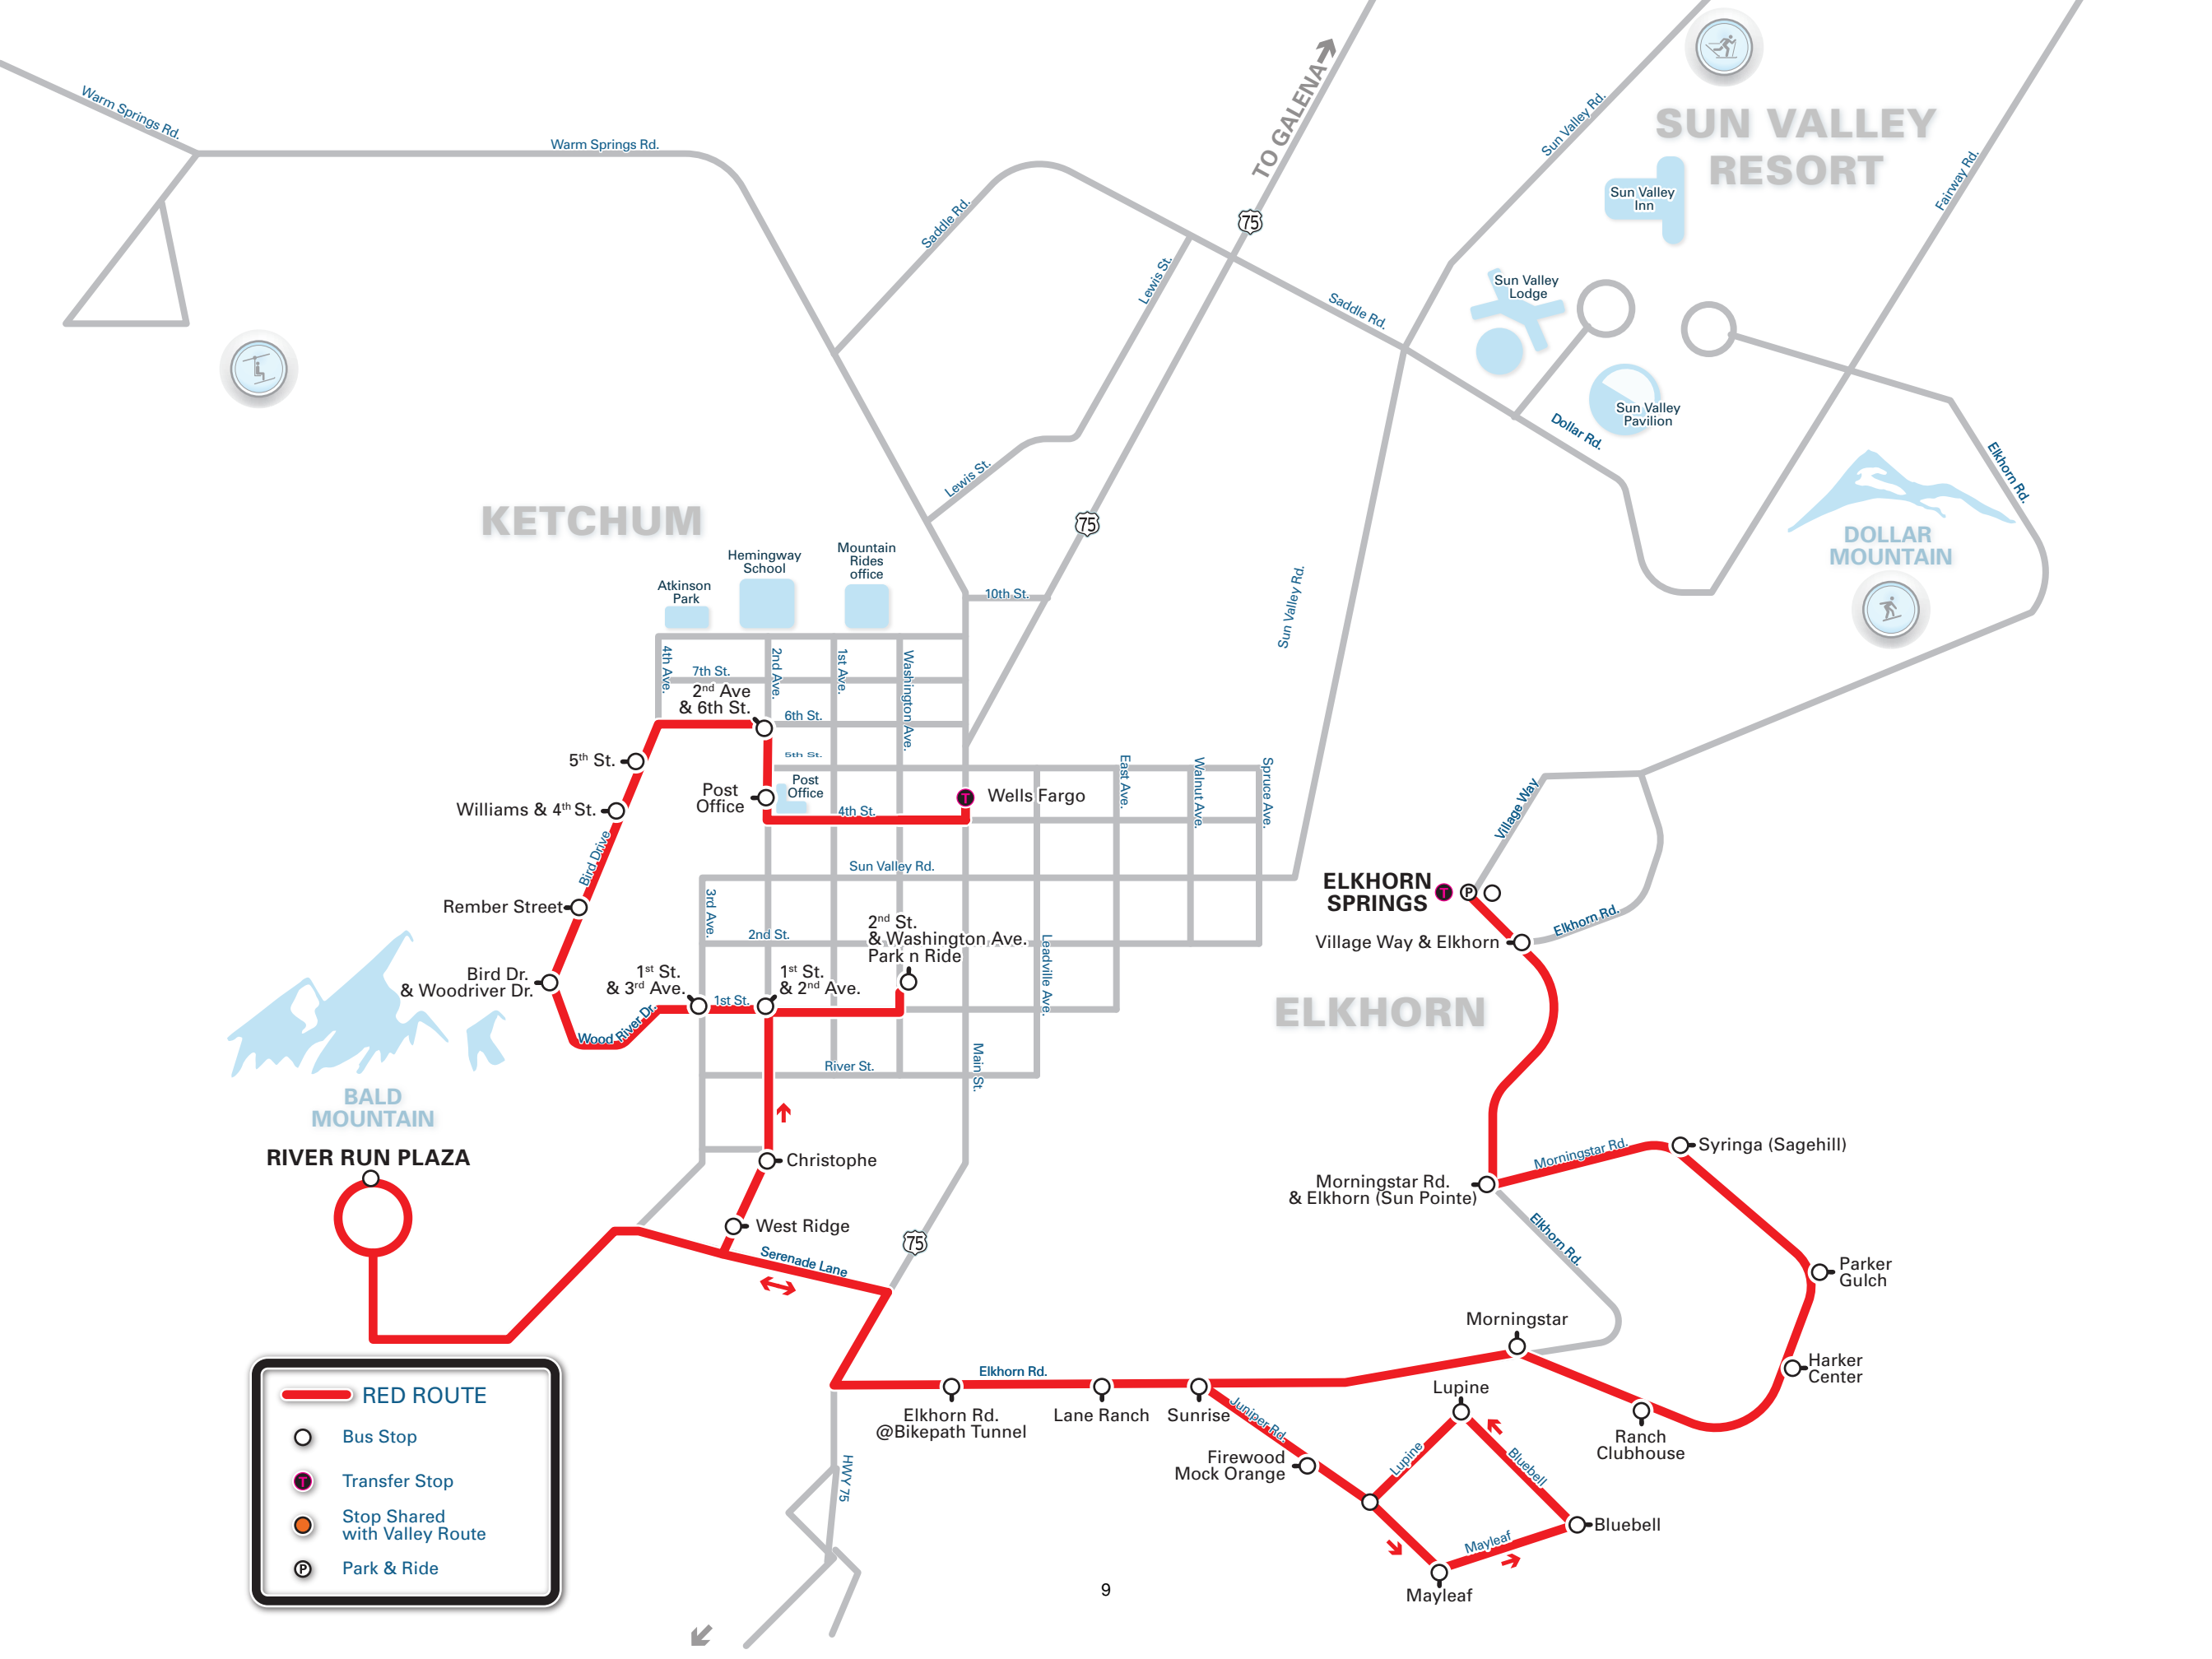 Warm Springs Rd.
Warm Springs Rd.
Saddle Rd.
TO GALENA
75
Lewis St.
Saddle Rd.
Sun Valley Rd.
SUN VALLEY
RESORT
Sun Valley
Inn
Fairway Rd.
Sun Valley
Lodge
Sun Valley
Pavilion
Dollar Rd.
Elkhorn Rd.
DOLLAR
MOUNTAIN
Lewis St.
75
KETCHUM
Atkinson
Park
Hemingway
School
Mountain
Rides
office
10th St.
Sun Valley Rd.
4th Ave.
7th St.
2nd Ave.
1st Ave.
Washington Ave.
2nd Ave
& 6th St.
6th St.
5th St.
5th St.
Post
Office
Post
Office
Wells Fargo
T
4th St.
East Ave.
Walnut Ave.
Spruce Ave.
Williams & 4th St.
Bird Drive
Rember Street
Sun Valley Rd.
3rd Ave.
2nd St.
2nd St.
& Washington Ave.
Park n Ride
Leadville Ave.
Bird Dr.
& Woodriver Dr.
1st St.
& 3rd Ave.
1st St.
1st St.
& 2nd Ave.
Wood River Dr.
River St.
Main St.
Village Way
ELKHORN
SPRINGS
T
P
Village Way & Elkhorn
Elkhorn Rd.
ELKHORN
BALD
MOUNTAIN
RIVER RUN PLAZA
Christophe
West Ridge
Serenade Lane
75
Morningstar Rd.
Syringa (Sagehill)
Morningstar Rd.
& Elkhorn (Sun Pointe)
Elkhorn Rd.
Parker
Gulch
Morningstar
Harker
Center
Elkhorn Rd.
Elkhorn Rd.
@Bikepath Tunnel
Lane Ranch
Sunrise
Juniper Rd.
Lupine
Ranch
Clubhouse
Firewood
Mock Orange
Lupine
Bluebell
Bluebell
Mayleaf
Mayleaf
HWY 75
RED ROUTE
Bus Stop
T
Transfer Stop
Stop Shared
with Valley Route
P
Park & Ride
9